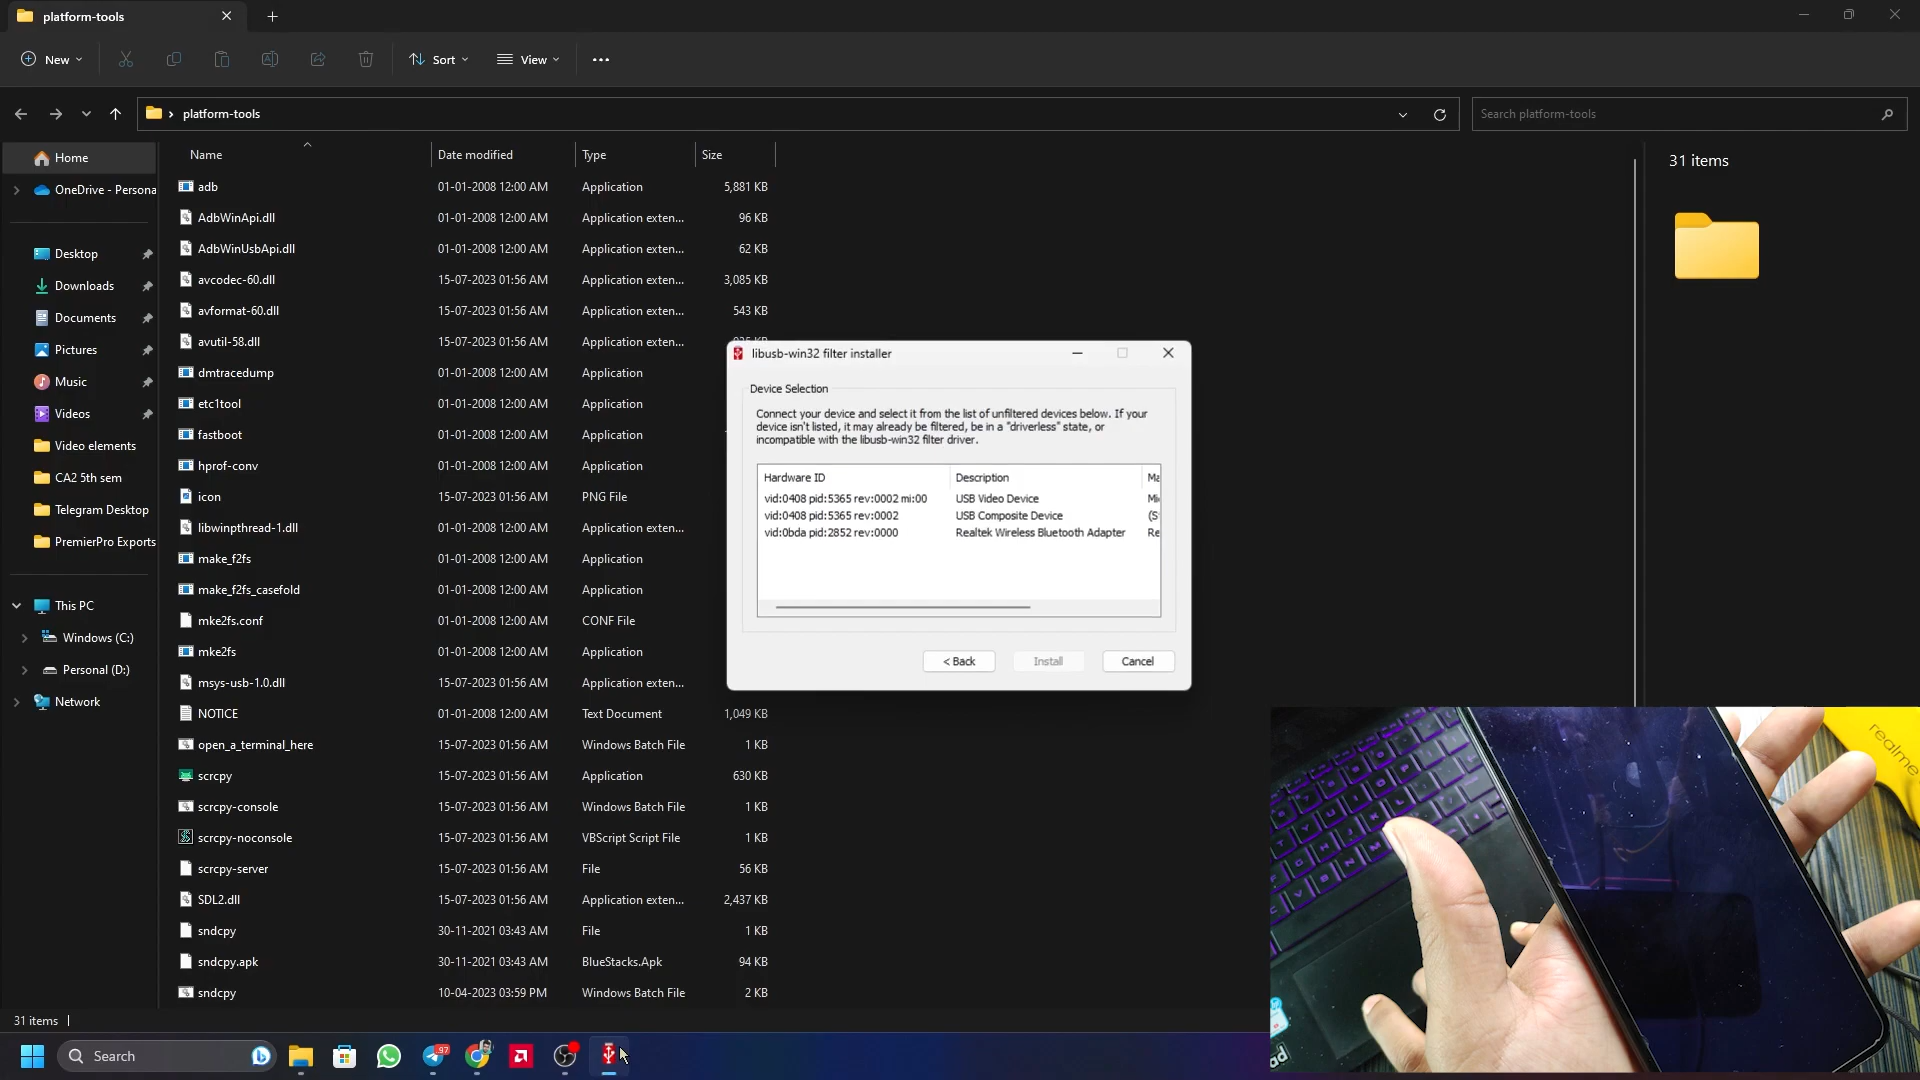 platform-tools
New
Sort
View
platform-tools
Search platform-tools
Home
OneDrive - Persona
Desktop
Downloads
Documents
Pictures
Music
Videos
Video elements
CA2 5th sem
Telegram Desktop
PremierPro Exports
This PC
Windows (C:)
Personal (D:)
Network
Name Date modified Type Size
adb 01-01-2008 12:00 AM Application 5,881 KB
AdbWinApi.dll 01-01-2008 12:00 AM Application exten... 96 KB
AdbWinUsbApi.dll 01-01-2008 12:00 AM Application exten... 62 KB
avcodec-60.dll 15-07-2023 01:56 AM Application exten... 3,085 KB
avformat-60.dll 15-07-2023 01:56 AM Application exten... 543 KB
avutil-58.dll 15-07-2023 01:56 AM Application exten...
dmtracedump 01-01-2008 12:00 AM Application
etc1tool 01-01-2008 12:00 AM Application
fastboot 01-01-2008 12:00 AM Application
hprof-conv 01-01-2008 12:00 AM Application
icon 15-07-2023 01:56 AM PNG File
libwinpthread-1.dll 01-01-2008 12:00 AM Application exten...
make_f2fs 01-01-2008 12:00 AM Application
make_f2fs_casefold 01-01-2008 12:00 AM Application
mke2fs.conf 01-01-2008 12:00 AM CONF File
mke2fs 01-01-2008 12:00 AM Application
msys-usb-1.0.dll 15-07-2023 01:56 AM Application exten...
NOTICE 01-01-2008 12:00 AM Text Document 1,049 KB
open_a_terminal_here 15-07-2023 01:56 AM Windows Batch File 1 KB
scrcpy 15-07-2023 01:56 AM Application 630 KB
scrcpy-console 15-07-2023 01:56 AM Windows Batch File 1 KB
scrcpy-noconsole 15-07-2023 01:56 AM VBScript Script File 1 KB
scrcpy-server 15-07-2023 01:56 AM File 56 KB
SDL2.dll 15-07-2023 01:56 AM Application exten... 2,437 KB
sndcpy 30-11-2021 03:43 AM File 1 KB
sndcpy.apk 30-11-2021 03:43 AM BlueStacks.Apk 94 KB
sndcpy 10-04-2023 03:59 PM Windows Batch File 2 KB
31 items
libusb-win32 filter installer
Device Selection
Connect your device and select it from the list of unfiltered devices below. If your
device isn't listed, it may already be filtered, be in a "driverless" state, or
incompatible with the libusb-win32 filter driver.
Hardware ID Description Ma
vid:0408 pid:5365 rev:0002 mi:00 USB Video Device Mi
vid:0408 pid:5365 rev:0002 USB Composite Device (S
vid:0bda pid:2852 rev:0000 Realtek Wireless Bluetooth Adapter Re
< Back
Install
Cancel
realme
31 items
Search
97